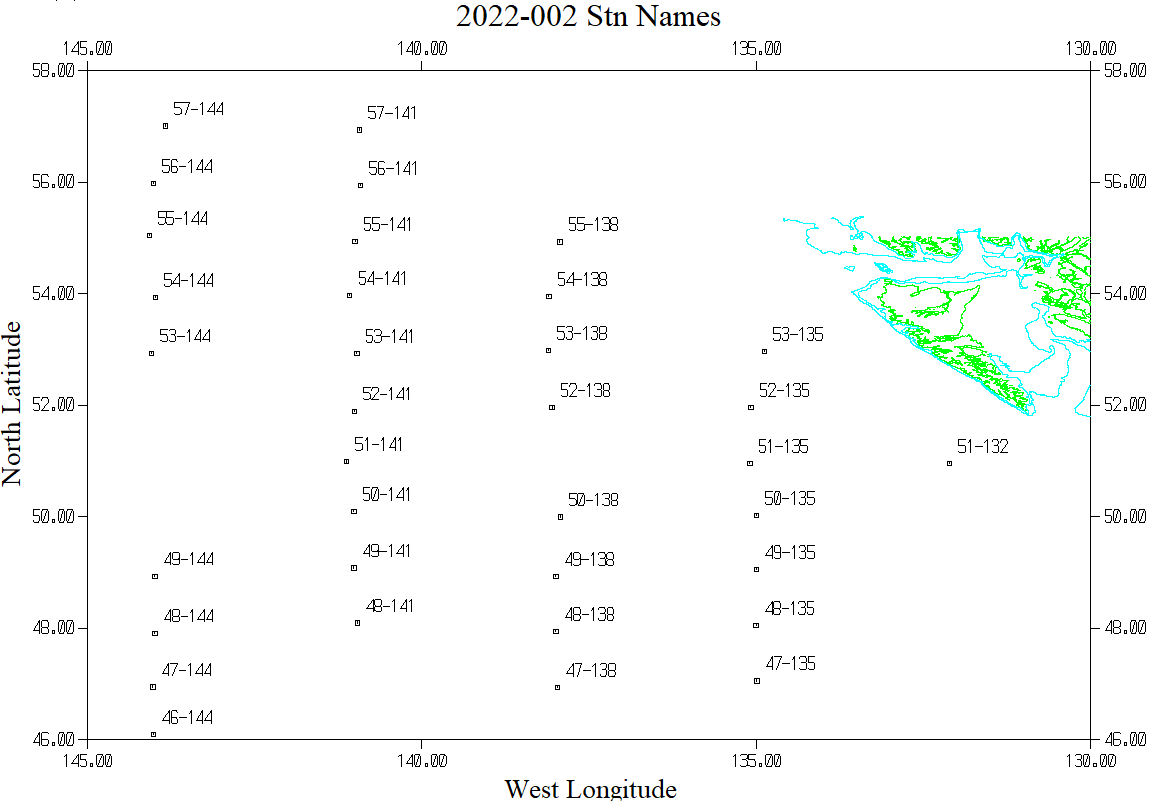 2022-002 Stn Names
145.00 140.00 135.00 130.00
58.00 58.00
57-144 57-141
56-144 56-141
56.00 56.00
55-144 55-141 55-138
54-144 54-141 54-138
54.00 54.00
53-144 53-141 53-138 53-135
52-141 52-138 52-135
52.00 52.00
51-141 51-135 51-132
50-141 50-138 50-135
50.00 50.00
49-144 49-141 49-138 49-135
48-144 48-141 48-138 48-135
48.00 48.00
47-144 47-138 47-135
46-144
46.00 46.00
145.00 140.00 135.00 130.00
North Latitude
West Longitude